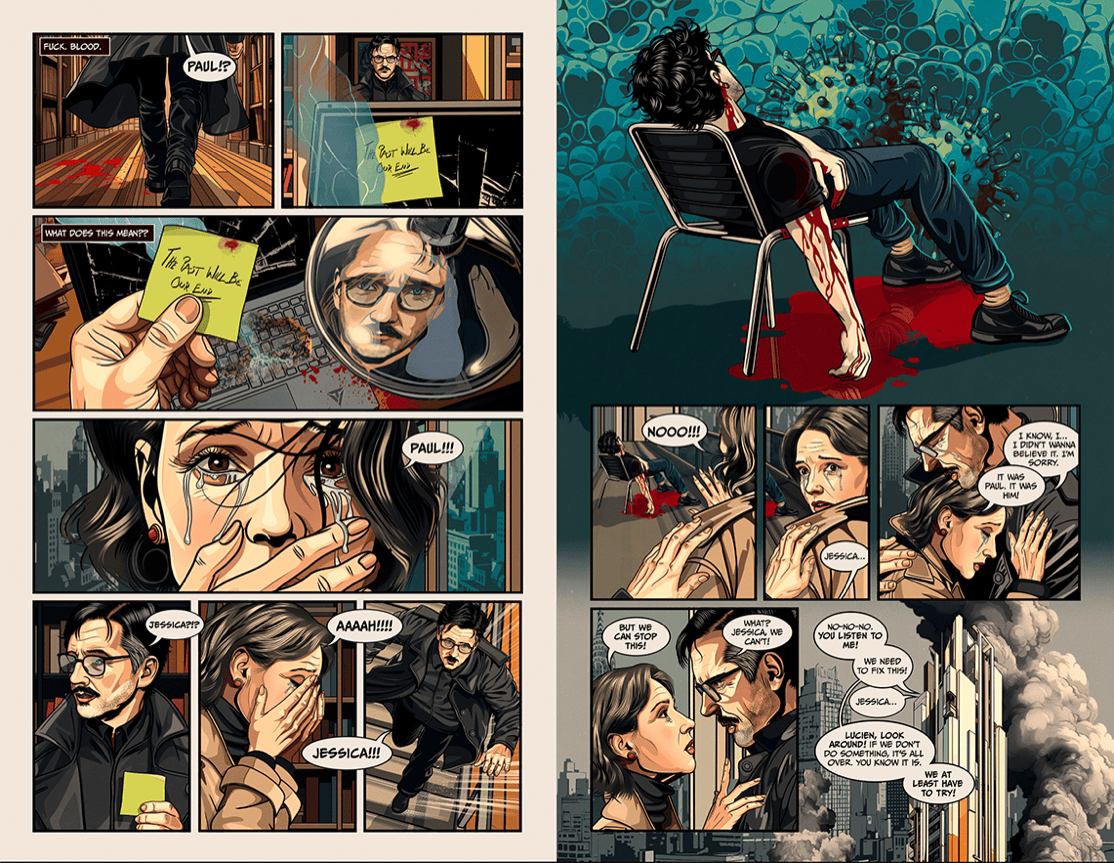 FUCK. BLOOD.
PAUL!?
THE PAST WILL BE
OUR END
WHAT DOES THIS MEAN??
THE PAST WILL BE
OUR END
PAUL!!!
JESSICA?!?
AAAAH!!!!
JESSICA!!!
NOOO!!!
JESSICA...
I KNOW, I...
I DIDN'T WANNA
BELIEVE IT. I'M
SORRY.
IT WAS
PAUL. IT WAS
HIM!
BUT WE
CAN STOP
THIS!
WHAT?
JESSICA, WE
CAN'T!
NO-NO-NO.
YOU LISTEN TO
ME!
WE NEED
TO FIX THIS!
JESSICA...
LUCIEN, LOOK
AROUND! IF WE DON'T
DO SOMETHING, IT'S ALL
OVER. YOU KNOW IT IS.
WE AT
LEAST HAVE
TO TRY!